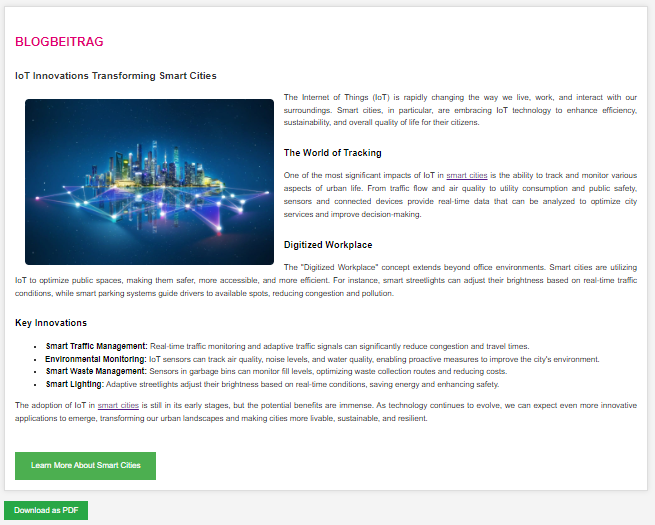 BLOGBEITRAG
IoT Innovations Transforming Smart Cities
The Internet of Things (IoT) is rapidly changing the way we live, work, and interact with our
surroundings. Smart cities, in particular, are embracing IoT technology to enhance efficiency,
sustainability, and overall quality of life for their citizens.
The World of Tracking
One of the most significant impacts of IoT in smart cities is the ability to track and monitor various
aspects of urban life. From traffic flow and air quality to utility consumption and public safety,
sensors and connected devices provide real-time data that can be analyzed to optimize city
services and improve decision-making.
Digitized Workplace
The "Digitized Workplace" concept extends beyond office environments. Smart cities are utilizing
IoT to optimize public spaces, making them safer, more accessible, and more efficient. For instance, smart streetlights can adjust their brightness based on real-time traffic
conditions, while smart parking systems guide drivers to available spots, reducing congestion and pollution.
Key Innovations
• Smart Traffic Management: Real-time traffic monitoring and adaptive traffic signals can significantly reduce congestion and travel times.
• Environmental Monitoring: IoT sensors can track air quality, noise levels, and water quality, enabling proactive measures to improve the city's environment.
• Smart Waste Management: Sensors in garbage bins can monitor fill levels, optimizing waste collection routes and reducing costs.
• Smart Lighting: Adaptive streetlights adjust their brightness based on real-time conditions, saving energy and enhancing safety.
The adoption of IoT in smart cities is still in its early stages, but the potential benefits are immense. As technology continues to evolve, we can expect even more innovative
applications to emerge, transforming our urban landscapes and making cities more livable, sustainable, and resilient.
Learn More About Smart Cities
Download as PDF